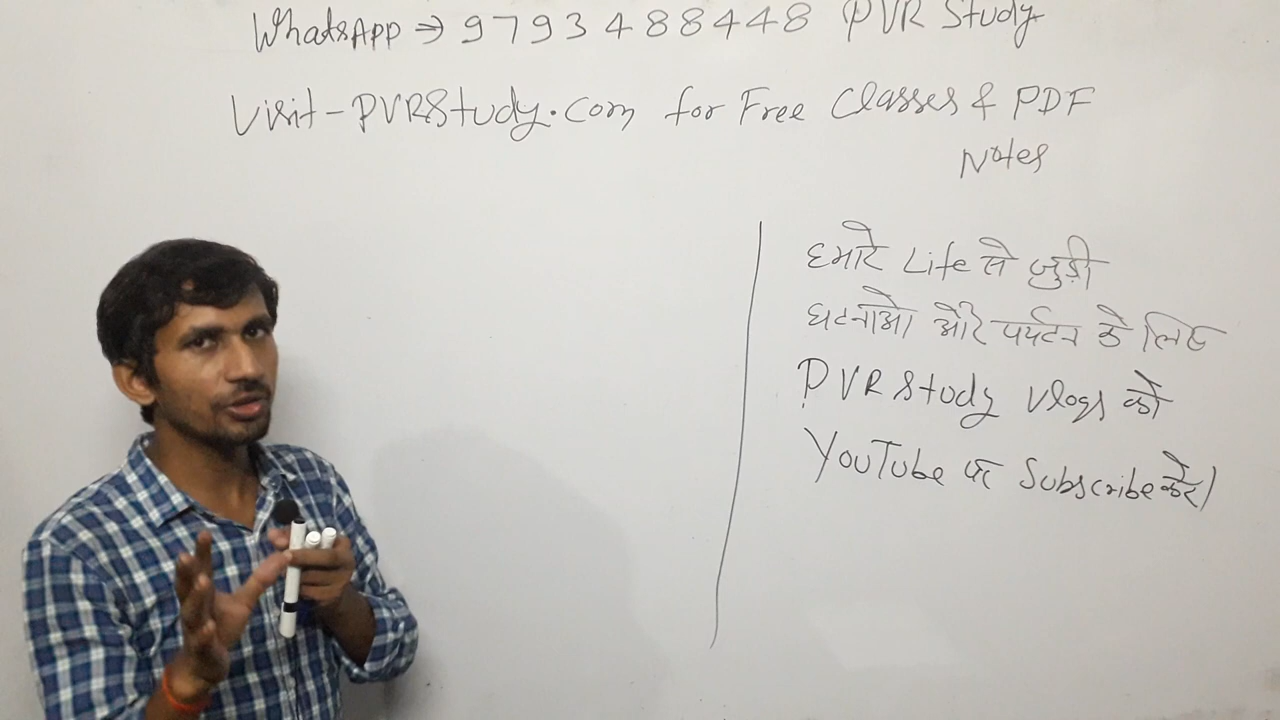 WhatsApp → 9793488448 PVR Study
Visit-PVRStudy.com for Free Classes & PDF
Notes
हमारे Life से जुड़ी
घटनाओ और पर्यटन के लिए
PVR Study Vlogs को
YouTube पर Subscribe करे।